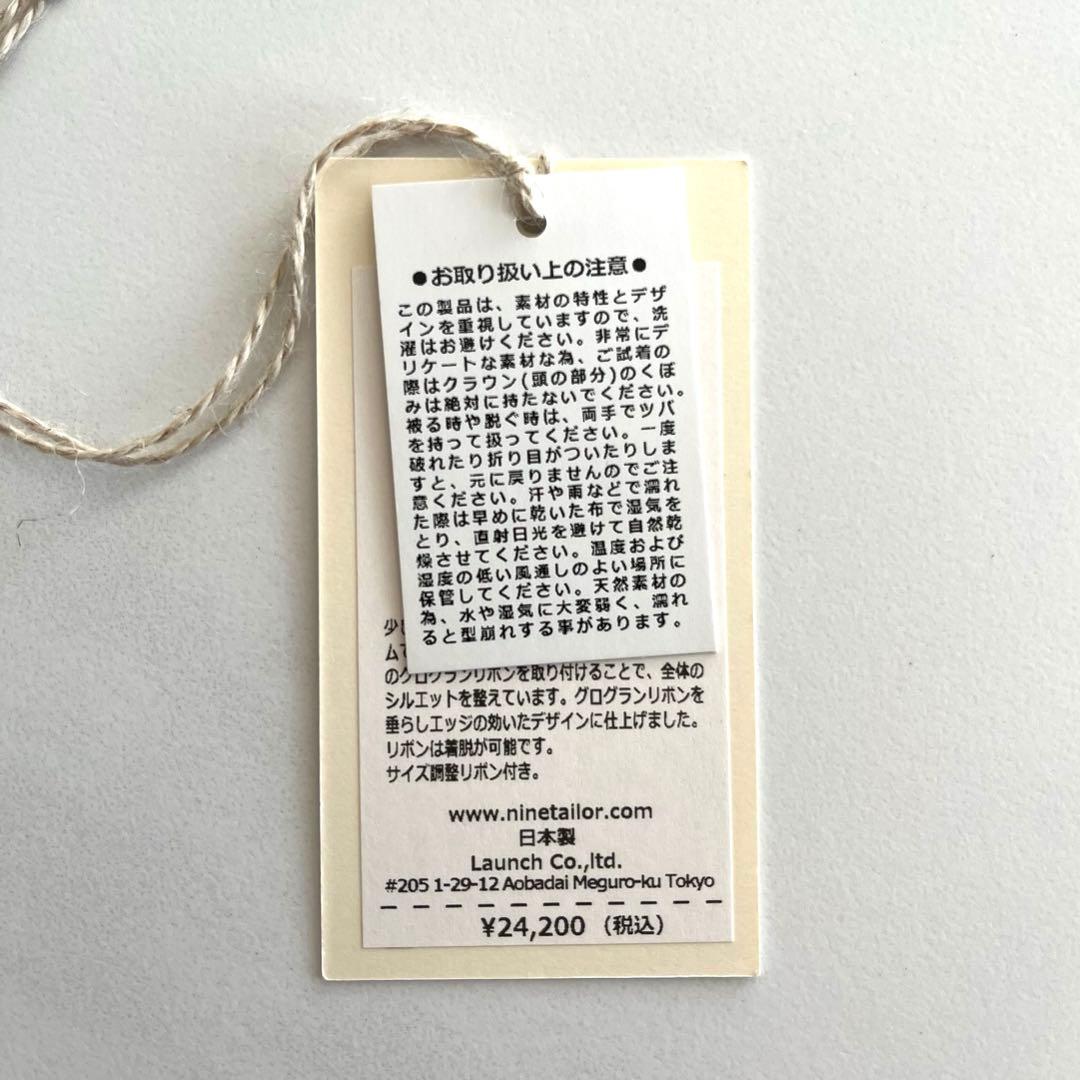 ●お取り扱い上の注意●
この製品は、素材の特性とデザ
インを重視していますので、洗
濯はお避けください。非常にデ
リケートな素材な為、ご試着の
際はクラウン(頭の部分)のくぼ
みは絶対に持たないでください。
被る時や脱ぐ時は、両手でツバ
を持って扱ってください。一度
破れたり折り目がついたりしま
すと、元に戻りませんのでご注
意ください。汗や雨などで濡れ
た際は早めに乾いた布で湿気を
とり、直射日光を避けて自然乾
燥させてください。温度および
湿度の低い風通しのよい場所に
保管してください。天然素材の
為、水や湿気に大変弱く、濡れ
ると型崩れする事があります。
少し
ムで
のグログランリボンを取り付けることで、全体の
シルエットを整えています。グログランリボンを
垂らしエッジの効いたデザインに仕上げました。
リボンは着脱が可能です。
サイズ調整リボン付き。
www.ninetailor.com
日本製
Launch Co.,ltd.
#205 1-29-12 Aobadai Meguro-ku Tokyo
¥24,200（税込）